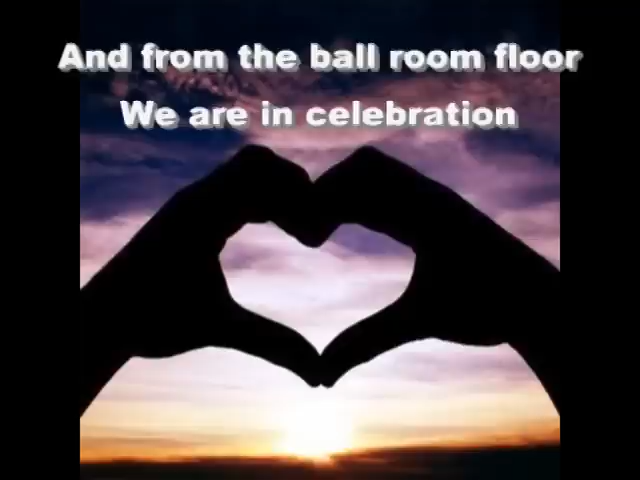 And from the ball room floor
We are in celebration